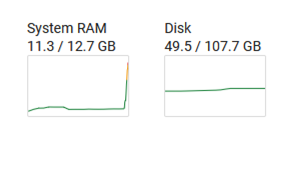 System RAM
11.3 / 12.7 GB
Disk
49.5 / 107.7 GB